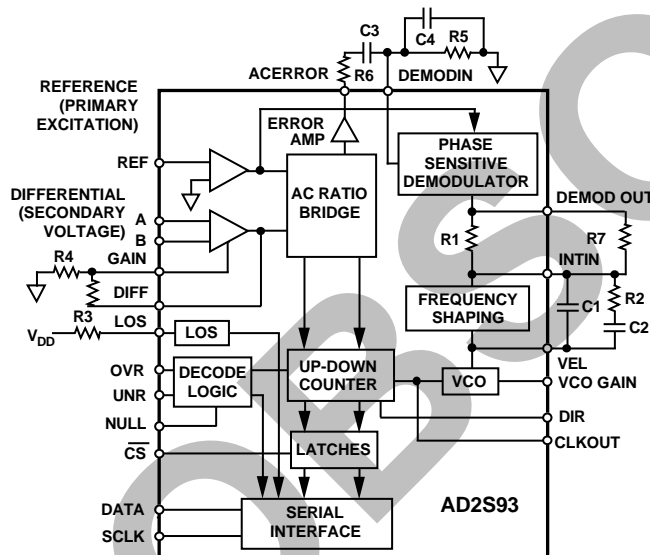 C4
C3
R5
R6
ACERROR
DEMODIN
REFERENCE
(PRIMARY
EXCITATION)
ERROR
AMP
PHASE
SENSITIVE
DEMODULATOR
REF
AC RATIO
BRIDGE
DIFFERENTIAL
(SECONDARY
VOLTAGE)
A
B
DEMOD OUT
R1
R7
GAIN
R4
INTIN
DIFF
FREQUENCY
SHAPING
C1
R2
C2
R3
LOS
VDD
LOS
VEL
OVR
DECODE
LOGIC
UP-DOWN
COUNTER
VCO
VCO GAIN
UNR
NULL
DIR
CLKOUT
CS
LATCHES
DATA
SERIAL
INTERFACE
AD2S93
SCLK
OBSO